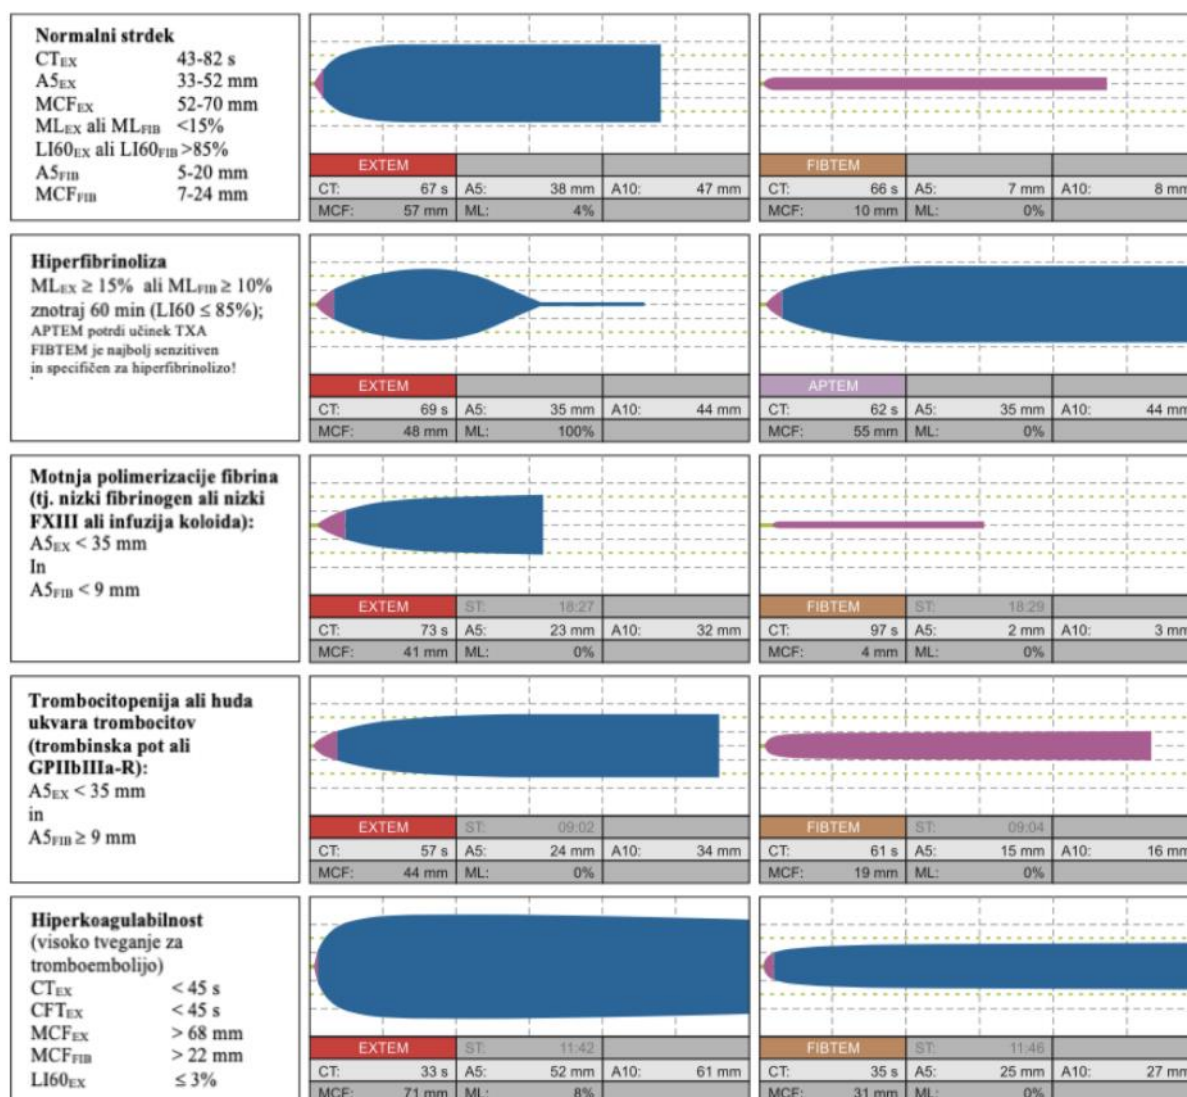 Normalni strdek
CTEX 43-82 s
A5EX 33-52 mm
MCFEX 52-70 mm
MLEX ali MLFIB <15%
LI60EX ali LI60FIB >85%
A5FIB 5-20 mm
MCFFIB 7-24 mm
EXTEM
CT: 67 s A5: 38 mm A10: 47 mm
MCF: 57 mm ML: 4%
FIBTEM
CT: 66 s A5: 7 mm A10: 8 mm
MCF: 10 mm ML: 0%
Hiperfibrinoliza
MLEX ≥ 15% ali MLFIB ≥ 10%
znotraj 60 min (LI60 ≤ 85%);
APTEM potrdi učinek TXA
FIBTEM je najbolj senzitiven
in specifičen za hiperfibrinolizo!
EXTEM
CT: 69 s A5: 35 mm A10: 44 mm
MCF: 48 mm ML: 100%
APTEM
CT: 62 s A5: 35 mm A10: 44 mm
MCF: 55 mm ML: 0%
Motnja polimerizacije fibrina
(tj. nizki fibrinogen ali nizki
FXIII ali infuzija koloida):
A5EX < 35 mm
In
A5FIB < 9 mm
EXTEM ST: 18:27
CT: 73 s A5: 23 mm A10: 32 mm
MCF: 41 mm ML: 0%
FIBTEM ST: 18:29
CT: 97 s A5: 2 mm A10: 3 mm
MCF: 4 mm ML: 0%
Trombocitopenija ali huda
ukvara trombocitov
(trombinska pot ali
GPIIbIIIa-R):
A5EX < 35 mm
in
A5FIB ≥ 9 mm
EXTEM ST: 09:02
CT: 57 s A5: 24 mm A10: 34 mm
MCF: 44 mm ML: 0%
FIBTEM ST: 09:04
CT: 61 s A5: 15 mm A10: 16 mm
MCF: 19 mm ML: 0%
Hiperkoagulabilnost
(visoko tveganje za
tromboembolijo)
CTEX < 45 s
CFTEX < 45 s
MCFEX > 68 mm
MCFFIB > 22 mm
LI60EX ≤ 3%
EXTEM ST: 11:42
CT: 33 s A5: 52 mm A10: 61 mm
MCF: 71 mm ML: 8%
FIBTEM ST: 11:46
CT: 35 s A5: 25 mm A10: 27 mm
MCF: 31 mm ML: 0%